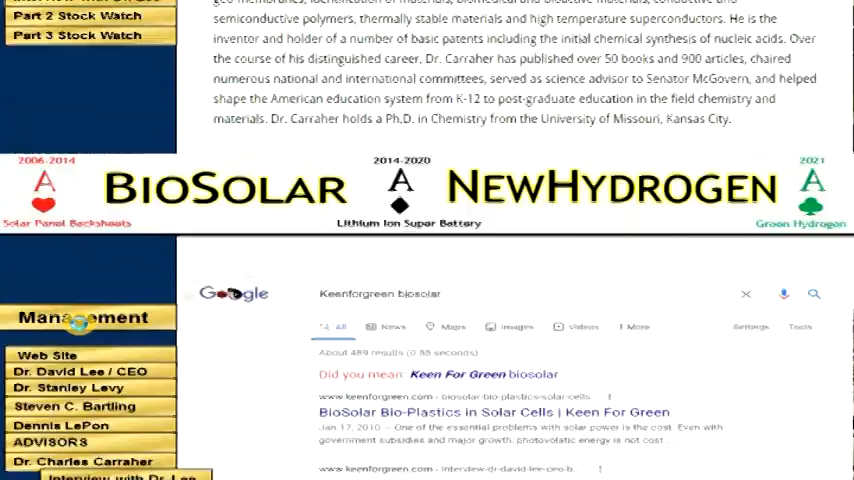 Part 2 Stock Watch
Part 3 Stock Watch
semiconductive polymers, thermally stable materials and high temperature superconductors. He is the
inventor and holder of a number of basic patents including the initial chemical synthesis of nucleic acids. Over
the course of his distinguished career, Dr. Carraher has published over 50 books and 900 articles, chaired
numerous national and international committees, served as science advisor to Senator McGovern, and helped
shape the American education system from K-12 to post-graduate education in the field chemistry and
materials. Dr. Carraher holds a Ph.D. in Chemistry from the University of Missouri, Kansas City.
2006-2014
A
Solar Panel Backsheets
BIOSOLAR
2014-2020
A
Lithium Ion Super Battery
NEWHYDROGEN
2021
A
Green Hydrogen
Management
Web Site
Dr. David Lee / CEO
Dr. Stanley Levy
Steven C. Bartling
Dennis LePon
ADVISORS
Dr. Charles Carraher
Interview with Dr. Lee
Google
Keenforgreen biosolar
All News Maps Images Videos More Settings Tools
About 489 results (0.55 seconds)
Did you mean: Keen For Green biosolar
www.keenforgreen.com › biosolar-bio-plastics-solar-cells
BioSolar Bio-Plastics in Solar Cells | Keen For Green
Jan 17, 2010 - One of the essential problems with solar power is the cost. Even with
government subsidies and major growth, photovolatic energy is not cost ...
www.keenforgreen.com › interview-dr-david-lee-ceo-b...